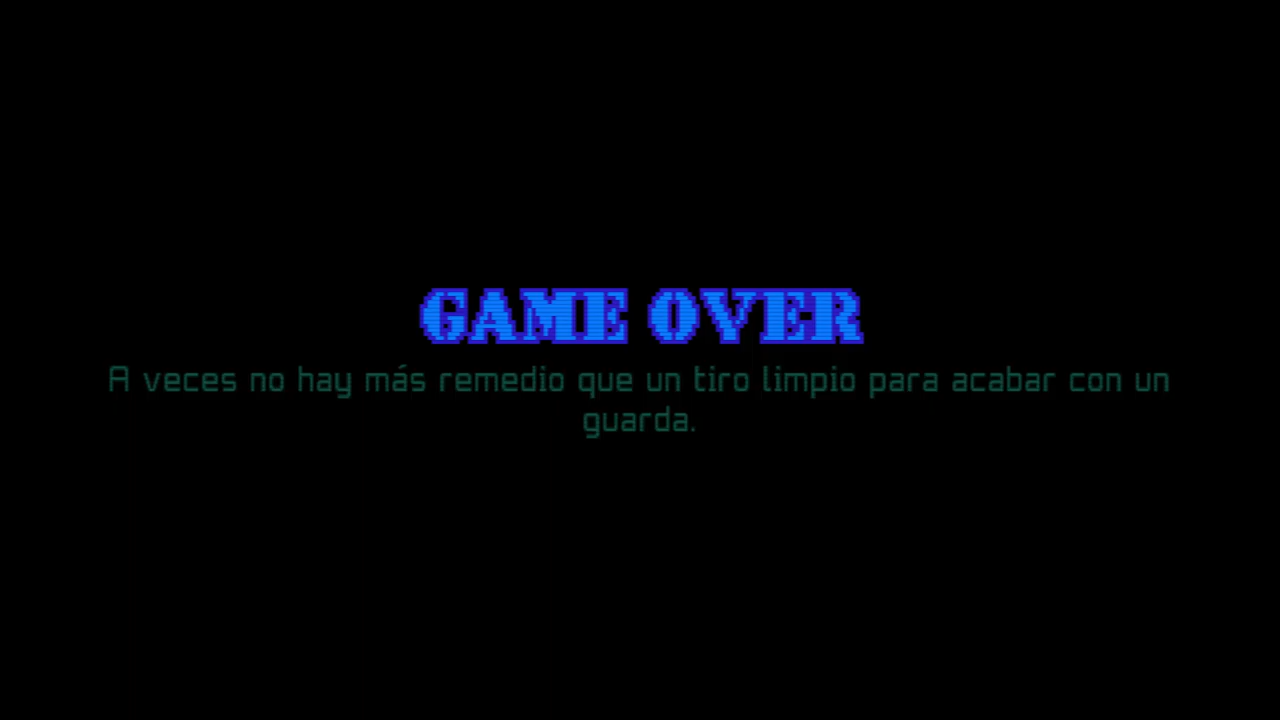 GAME OVER
A veces no hay más remedio que un tiro limpio para acabar con un
guarda.